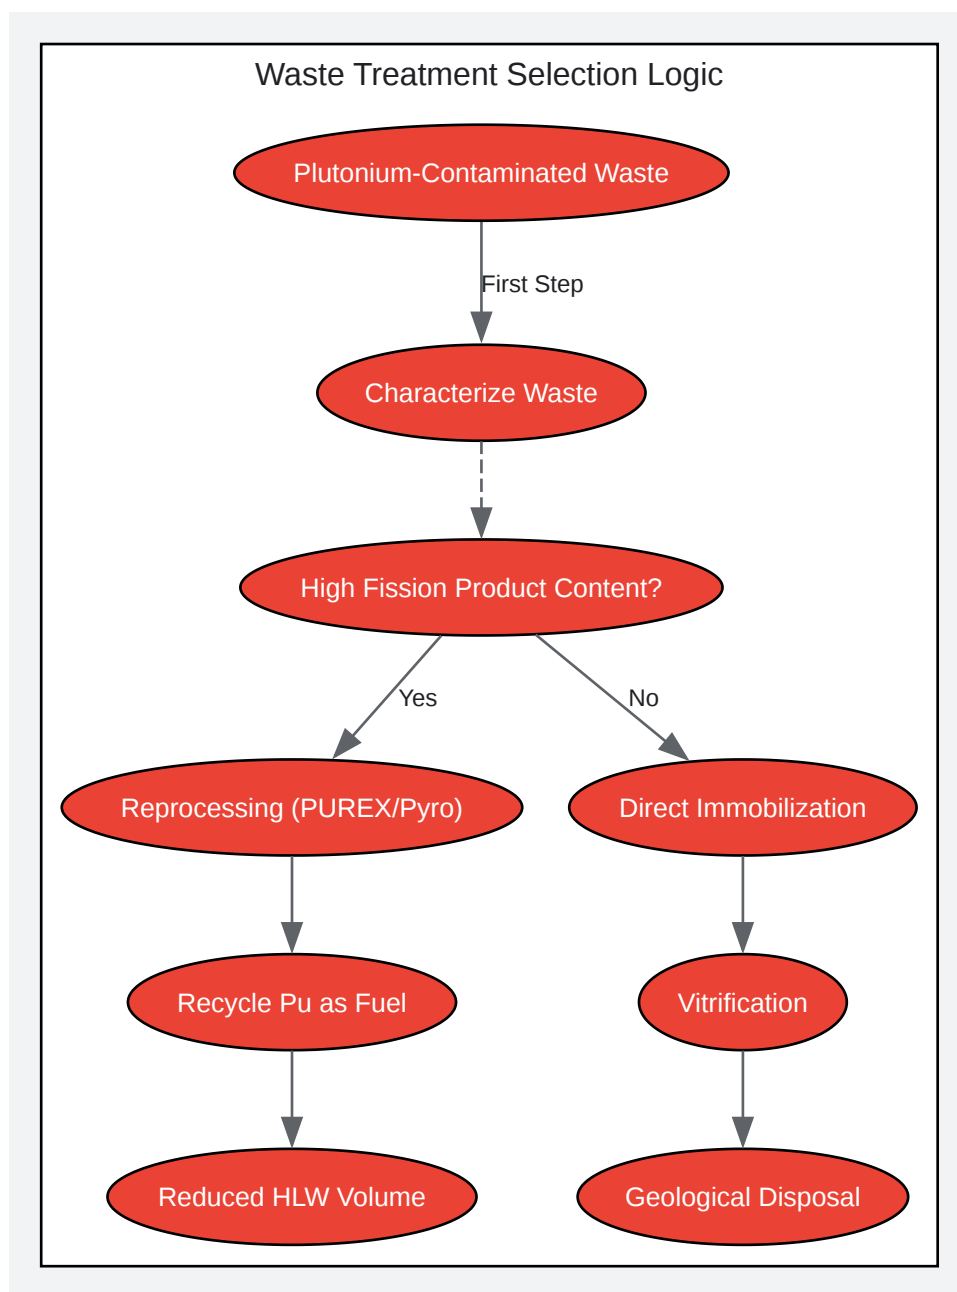 Waste Treatment Selection Logic
Plutonium-Contaminated Waste
First Step
Characterize Waste
High Fission Product Content?
Yes
No
Reprocessing (PUREX/Pyro)
Direct Immobilization
Recycle Pu as Fuel
Vitrification
Reduced HLW Volume
Geological Disposal